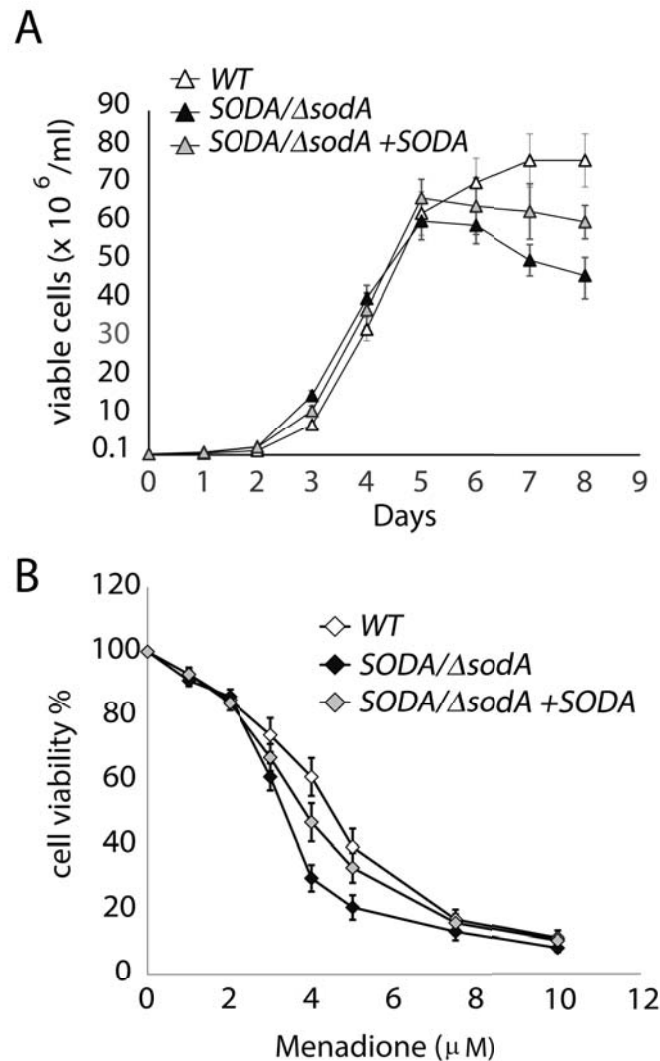 A
WT
SODA/ΔsodA
SODA/ΔsodA +SODA
viable cells (x 10⁶/ml)
90
80
70
60
50
40
30
20
10
0.1
0 1 2 3 4 5 6 7 8 9
Days
B
WT
SODA/ΔsodA
SODA/ΔsodA +SODA
cell viability %
120
100
80
60
40
20
0
0 2 4 6 8 10 12
Menadione (μM)